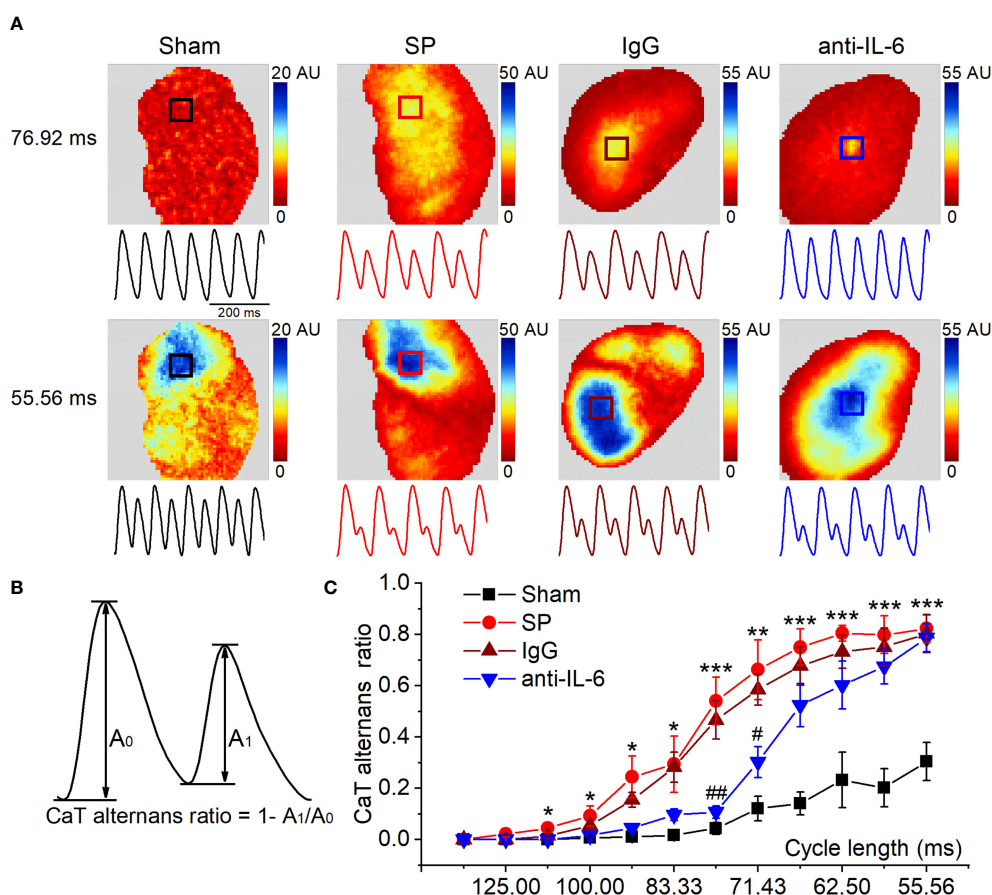 A
Sham SP IgG anti-IL-6
76.92 ms
20 AU
0
50 AU
0
55 AU
0
55 AU
0
200 ms
55.56 ms
20 AU
0
50 AU
0
55 AU
0
55 AU
0
B
A0
A1
CaT alternans ratio = 1- A1/A0
C
CaT alternans ratio
1.0
0.8
0.6
0.4
0.2
0.0
Sham
SP
IgG
anti-IL-6
* * * * *** ** *** *** *** ***
## #
Cycle length (ms)
125.00 100.00 83.33 71.43 62.50 55.56